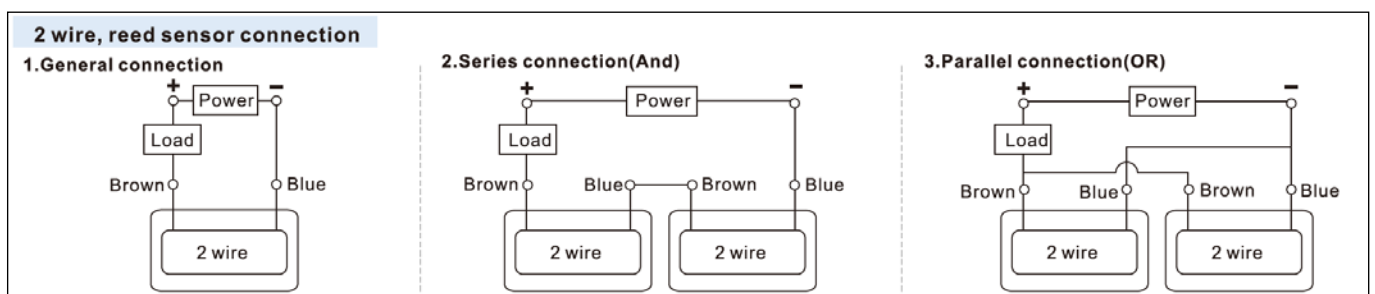 2 wire, reed sensor connection
1.General connection
+ −
Power
Load
Brown Blue
2 wire
2.Series connection(And)
+ −
Power
Load
Brown Blue Brown Blue
2 wire 2 wire
3.Parallel connection(OR)
+ −
Power
Load
Brown Blue Brown Blue
2 wire 2 wire